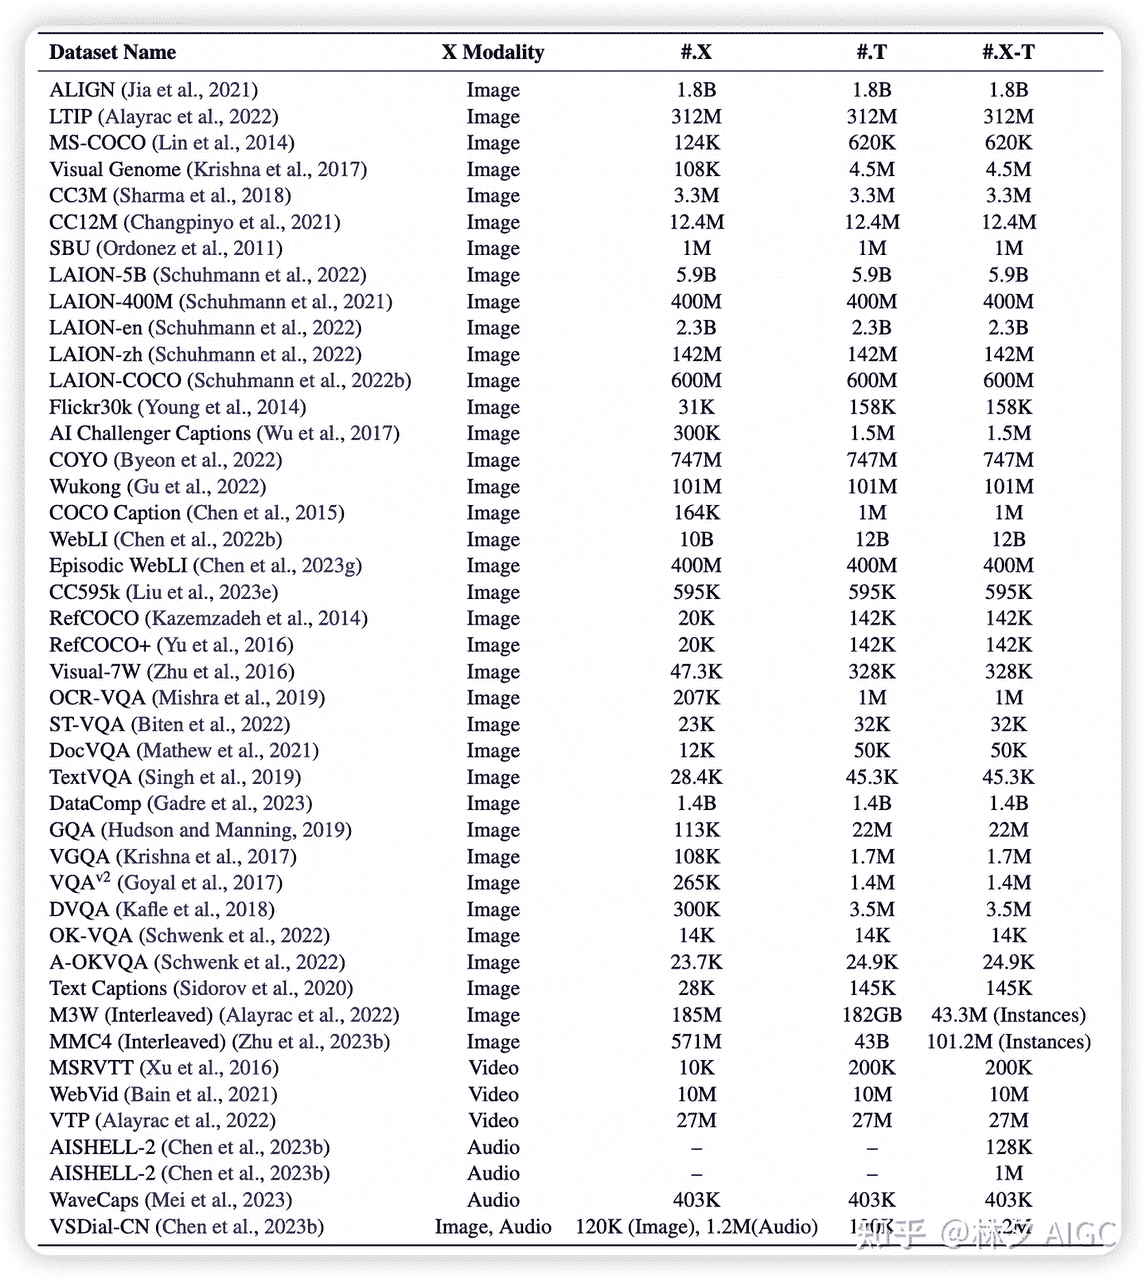 Dataset Name X Modality #.X #.T #.X-T
ALIGN (Jia et al., 2021) Image 1.8B 1.8B 1.8B
LTIP (Alayrac et al., 2022) Image 312M 312M 312M
MS-COCO (Lin et al., 2014) Image 124K 620K 620K
Visual Genome (Krishna et al., 2017) Image 108K 4.5M 4.5M
CC3M (Sharma et al., 2018) Image 3.3M 3.3M 3.3M
CC12M (Changpinyo et al., 2021) Image 12.4M 12.4M 12.4M
SBU (Ordonez et al., 2011) Image 1M 1M 1M
LAION-5B (Schuhmann et al., 2022) Image 5.9B 5.9B 5.9B
LAION-400M (Schuhmann et al., 2021) Image 400M 400M 400M
LAION-en (Schuhmann et al., 2022) Image 2.3B 2.3B 2.3B
LAION-zh (Schuhmann et al., 2022) Image 142M 142M 142M
LAION-COCO (Schuhmann et al., 2022b) Image 600M 600M 600M
Flickr30k (Young et al., 2014) Image 31K 158K 158K
AI Challenger Captions (Wu et al., 2017) Image 300K 1.5M 1.5M
COYO (Byeon et al., 2022) Image 747M 747M 747M
Wukong (Gu et al., 2022) Image 101M 101M 101M
COCO Caption (Chen et al., 2015) Image 164K 1M 1M
WebLI (Chen et al., 2022b) Image 10B 12B 12B
Episodic WebLI (Chen et al., 2023g) Image 400M 400M 400M
CC595k (Liu et al., 2023e) Image 595K 595K 595K
RefCOCO (Kazemzadeh et al., 2014) Image 20K 142K 142K
RefCOCO+ (Yu et al., 2016) Image 20K 142K 142K
Visual-7W (Zhu et al., 2016) Image 47.3K 328K 328K
OCR-VQA (Mishra et al., 2019) Image 207K 1M 1M
ST-VQA (Biten et al., 2022) Image 23K 32K 32K
DocVQA (Mathew et al., 2021) Image 12K 50K 50K
TextVQA (Singh et al., 2019) Image 28.4K 45.3K 45.3K
DataComp (Gadre et al., 2023) Image 1.4B 1.4B 1.4B
GQA (Hudson and Manning, 2019) Image 113K 22M 22M
VGQA (Krishna et al., 2017) Image 108K 1.7M 1.7M
VQAv2 (Goyal et al., 2017) Image 265K 1.4M 1.4M
DVQA (Kafle et al., 2018) Image 300K 3.5M 3.5M
OK-VQA (Schwenk et al., 2022) Image 14K 14K 14K
A-OKVQA (Schwenk et al., 2022) Image 23.7K 24.9K 24.9K
Text Captions (Sidorov et al., 2020) Image 28K 145K 145K
M3W (Interleaved) (Alayrac et al., 2022) Image 185M 182GB 43.3M (Instances)
MMC4 (Interleaved) (Zhu et al., 2023b) Image 571M 43B 101.2M (Instances)
MSRVTT (Xu et al., 2016) Video 10K 200K 200K
WebVid (Bain et al., 2021) Video 10M 10M 10M
VTP (Alayrac et al., 2022) Video 27M 27M 27M
AISHELL-2 (Chen et al., 2023b) Audio – – 128K
AISHELL-2 (Chen et al., 2023b) Audio – – 1M
WaveCaps (Mei et al., 2023) Audio 403K 403K 403K
VSDial-CN (Chen et al., 2023b) Image, Audio 120K (Image), 1.2M(Audio)
知乎 @林夕 AIGC